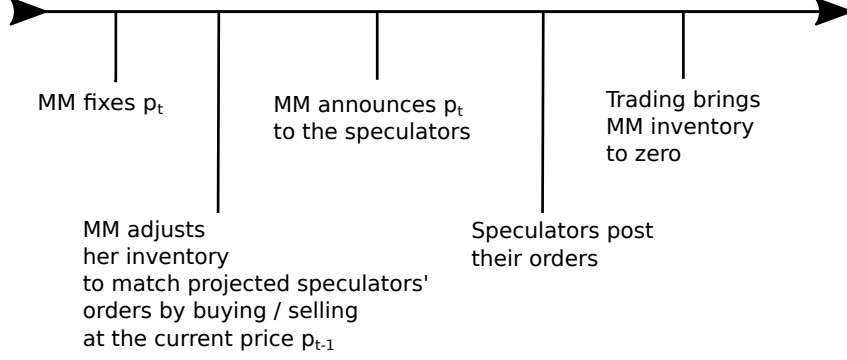 MM fixes pₜ
MM adjusts
her inventory
to match projected speculators'
orders by buying / selling
at the current price pₜ₋₁
MM announces pₜ
to the speculators
Speculators post
their orders
Trading brings
MM inventory
to zero